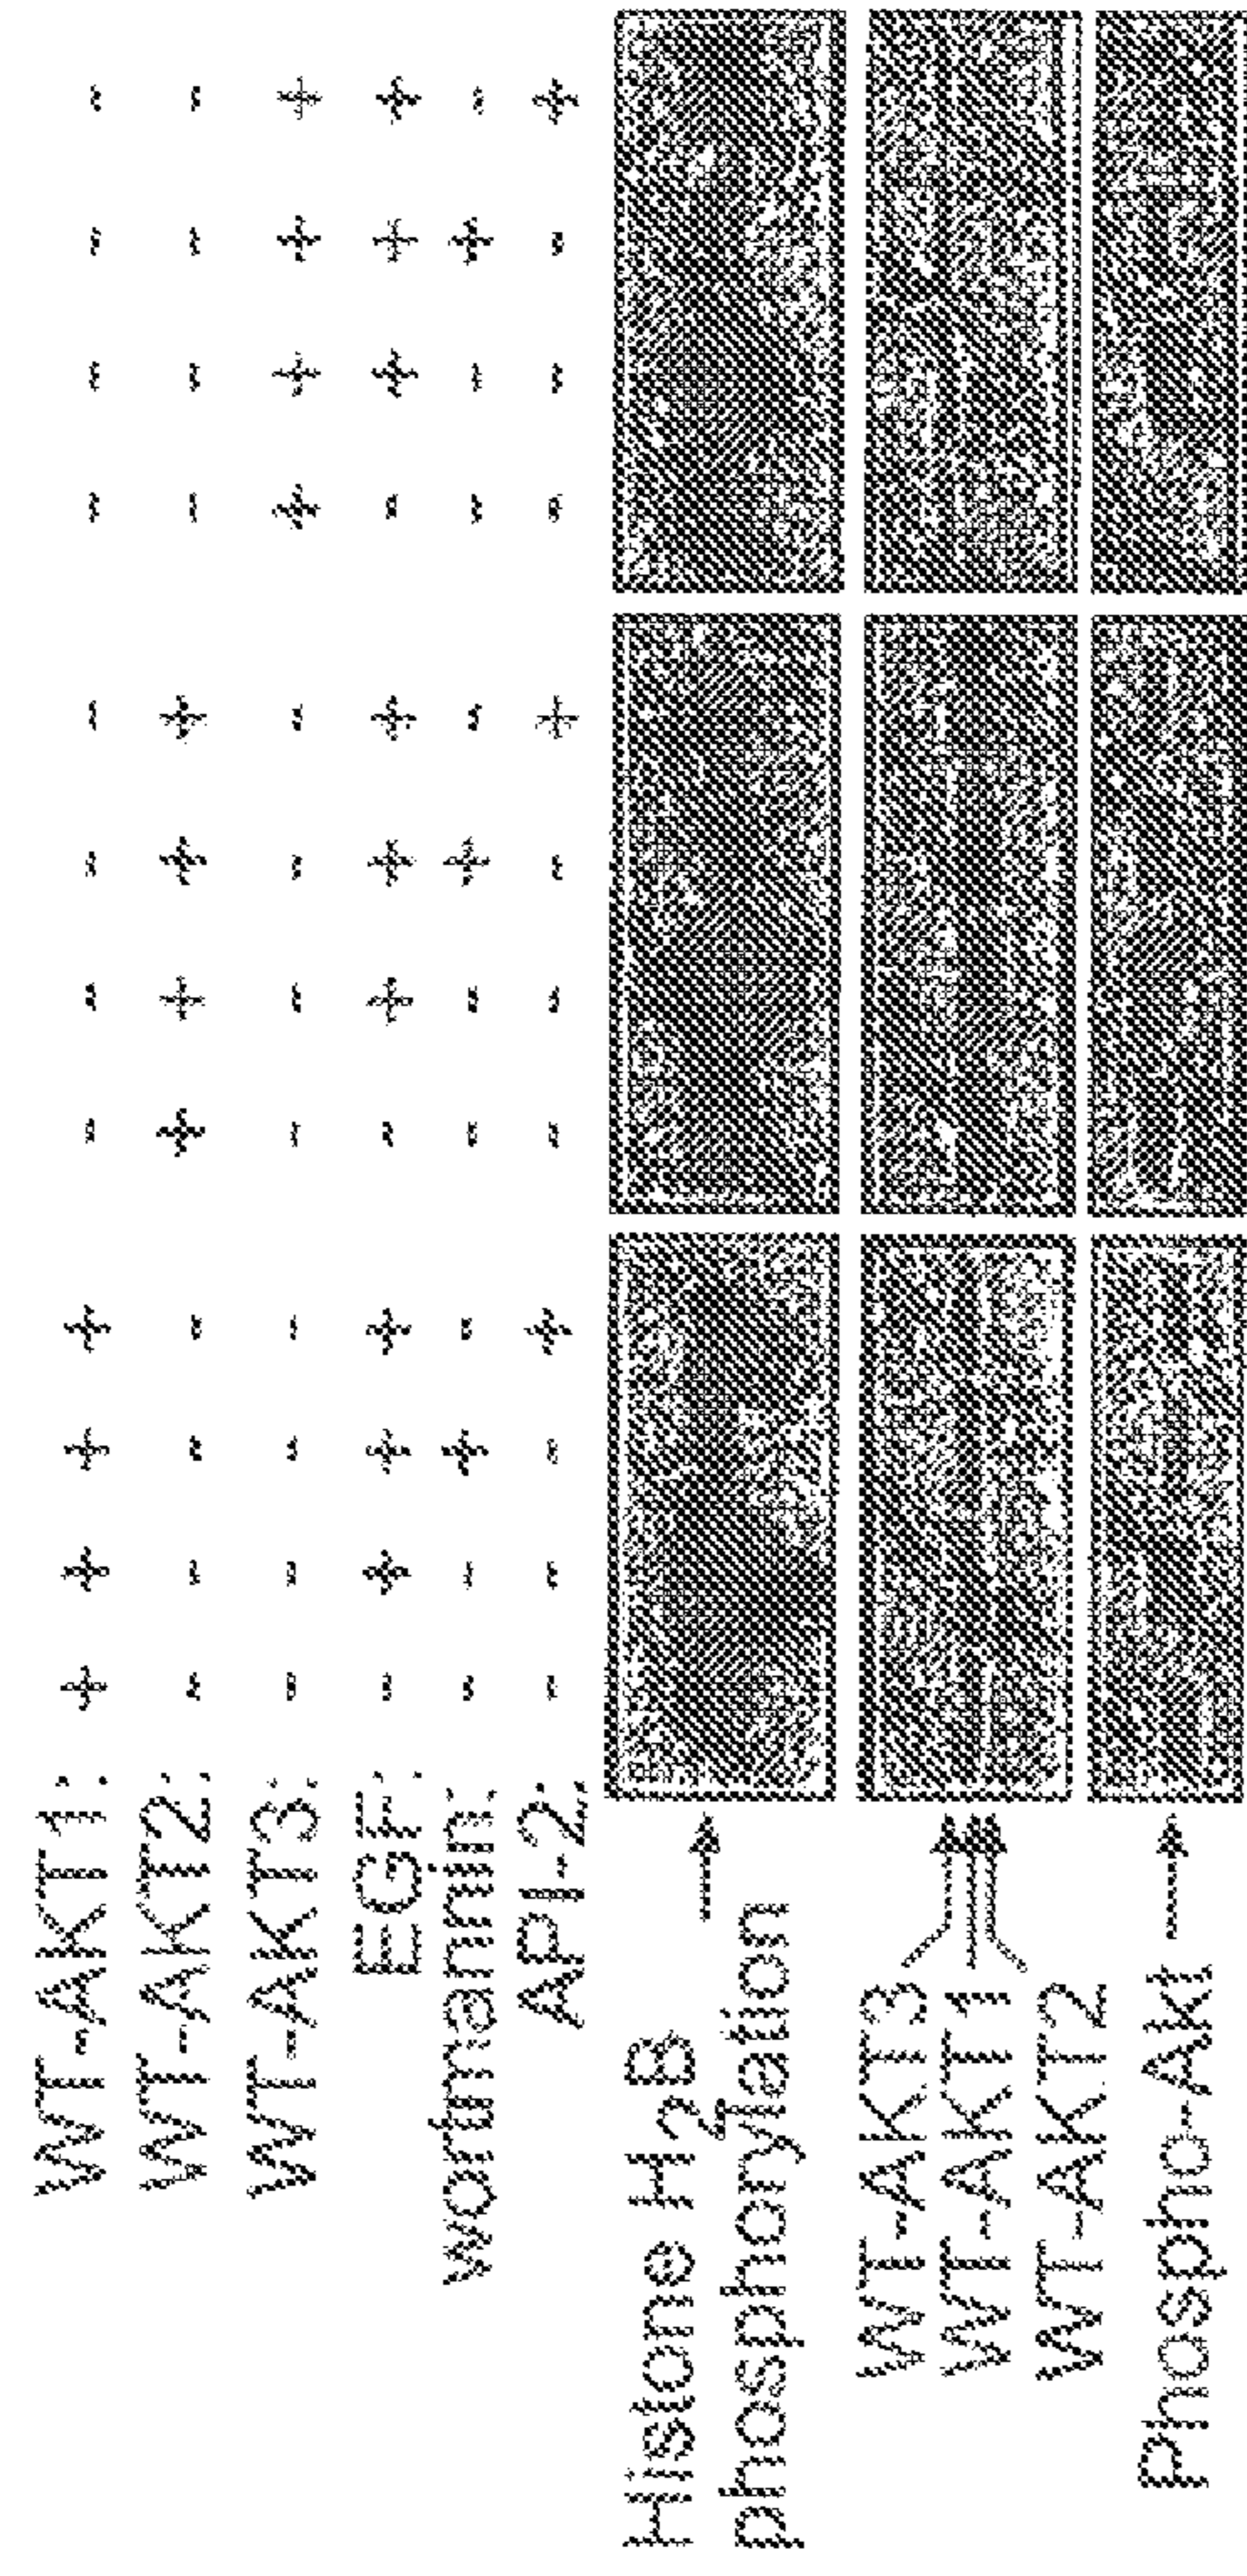 WT-AKT1: + + + + - - - - - - - -
WT-AKT2: - - - - + + + + - - - -
WT-AKT3: - - - - - - - - + + + +
EGF: - + + + - + + + - + + +
wortmannin: - - + - - - + - - - + -
API-2: - - - + - - - + - - - +
Histone H2B
phosphorylation
WT-AKT3
WT-AKT1
WT-AKT2
Phospho-Akt